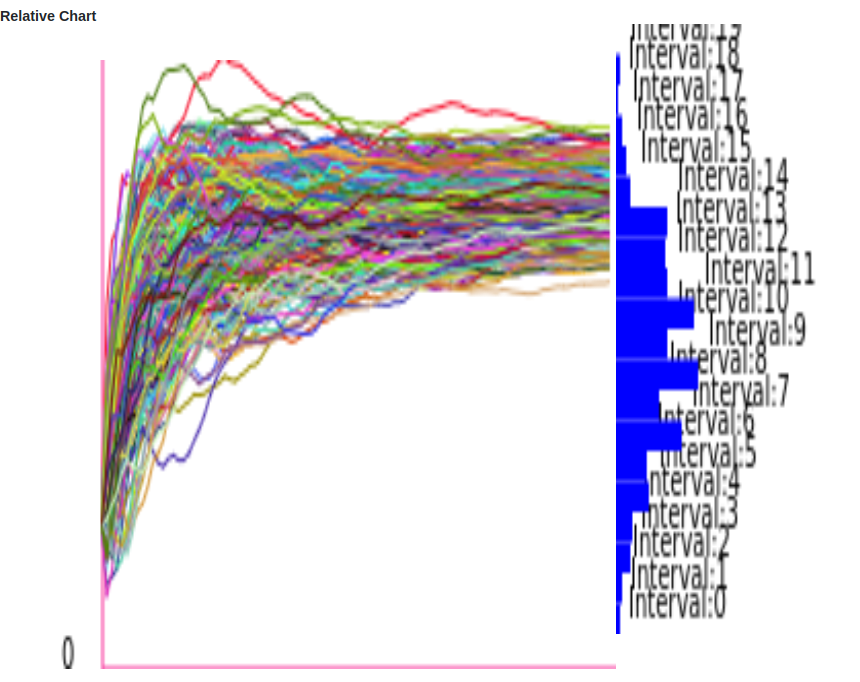 Relative Chart
Interval:19
Interval:18
Interval:17
Interval:16
Interval:15
Interval:14
Interval:13
Interval:12
Interval:11
Interval:10
Interval:9
Interval:8
Interval:7
Interval:6
Interval:5
Interval:4
Interval:3
Interval:2
Interval:1
Interval:0
0